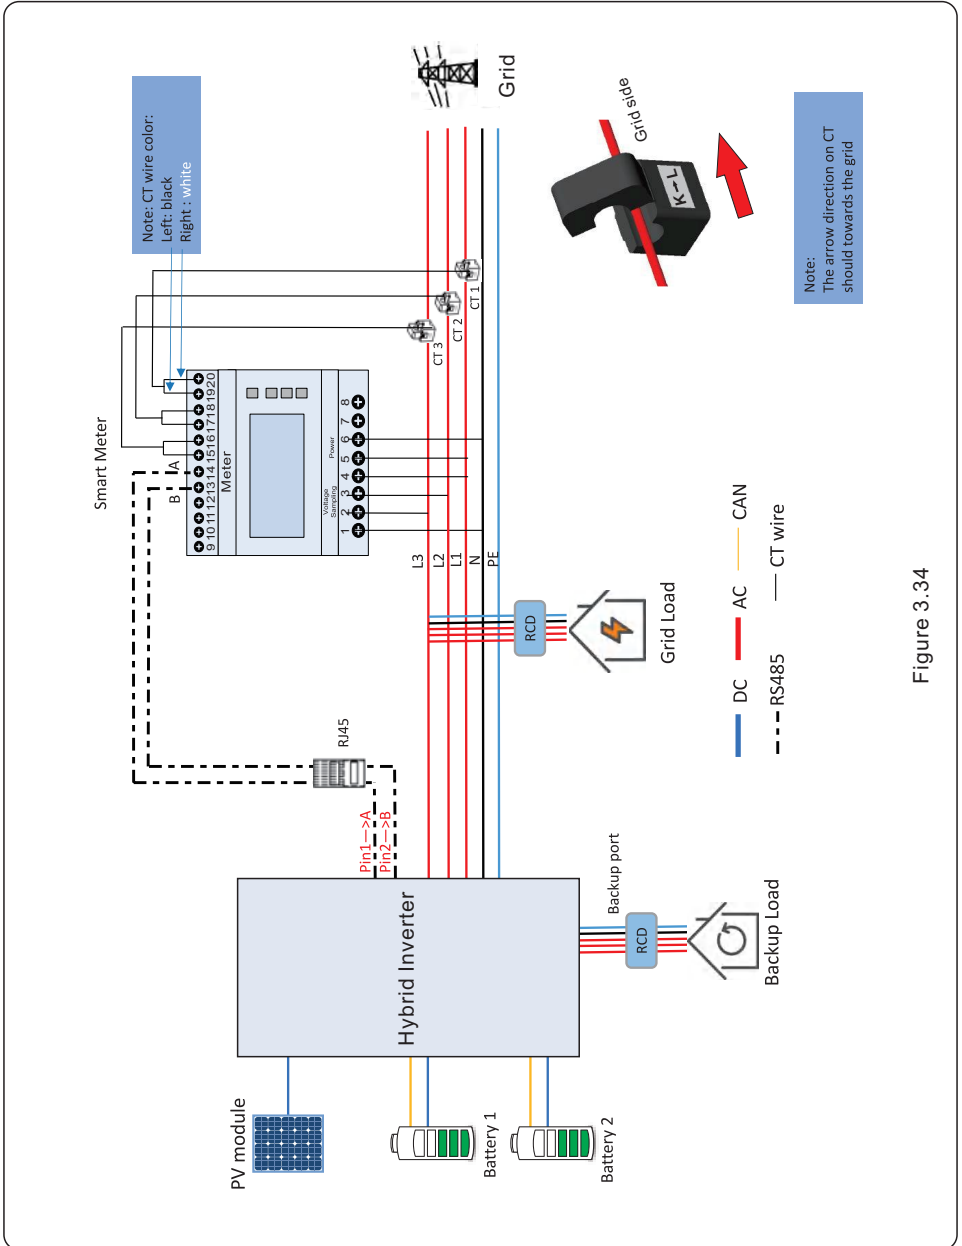 Smart Meter
Note: CT wire color:
Left: black
Right : white
B A
9 10 11 12 13 14 15 16 17 18 19 20
Meter
Voltage
Sampling
Power
1 2 3 4 5 6 7 8
Grid
CT 3
CT 2
CT 1
L3
L2
L1
N
PE
RJ45
Pin1—>A
Pin2—>B
Hybrid Inverter
PV module
Battery 1
Battery 2
Backup port
RCD
Backup Load
RCD
Grid Load
Grid side
K→L
Note:
The arrow direction on CT
should towards the grid
DC AC CAN
RS485 CT wire
Figure 3.34